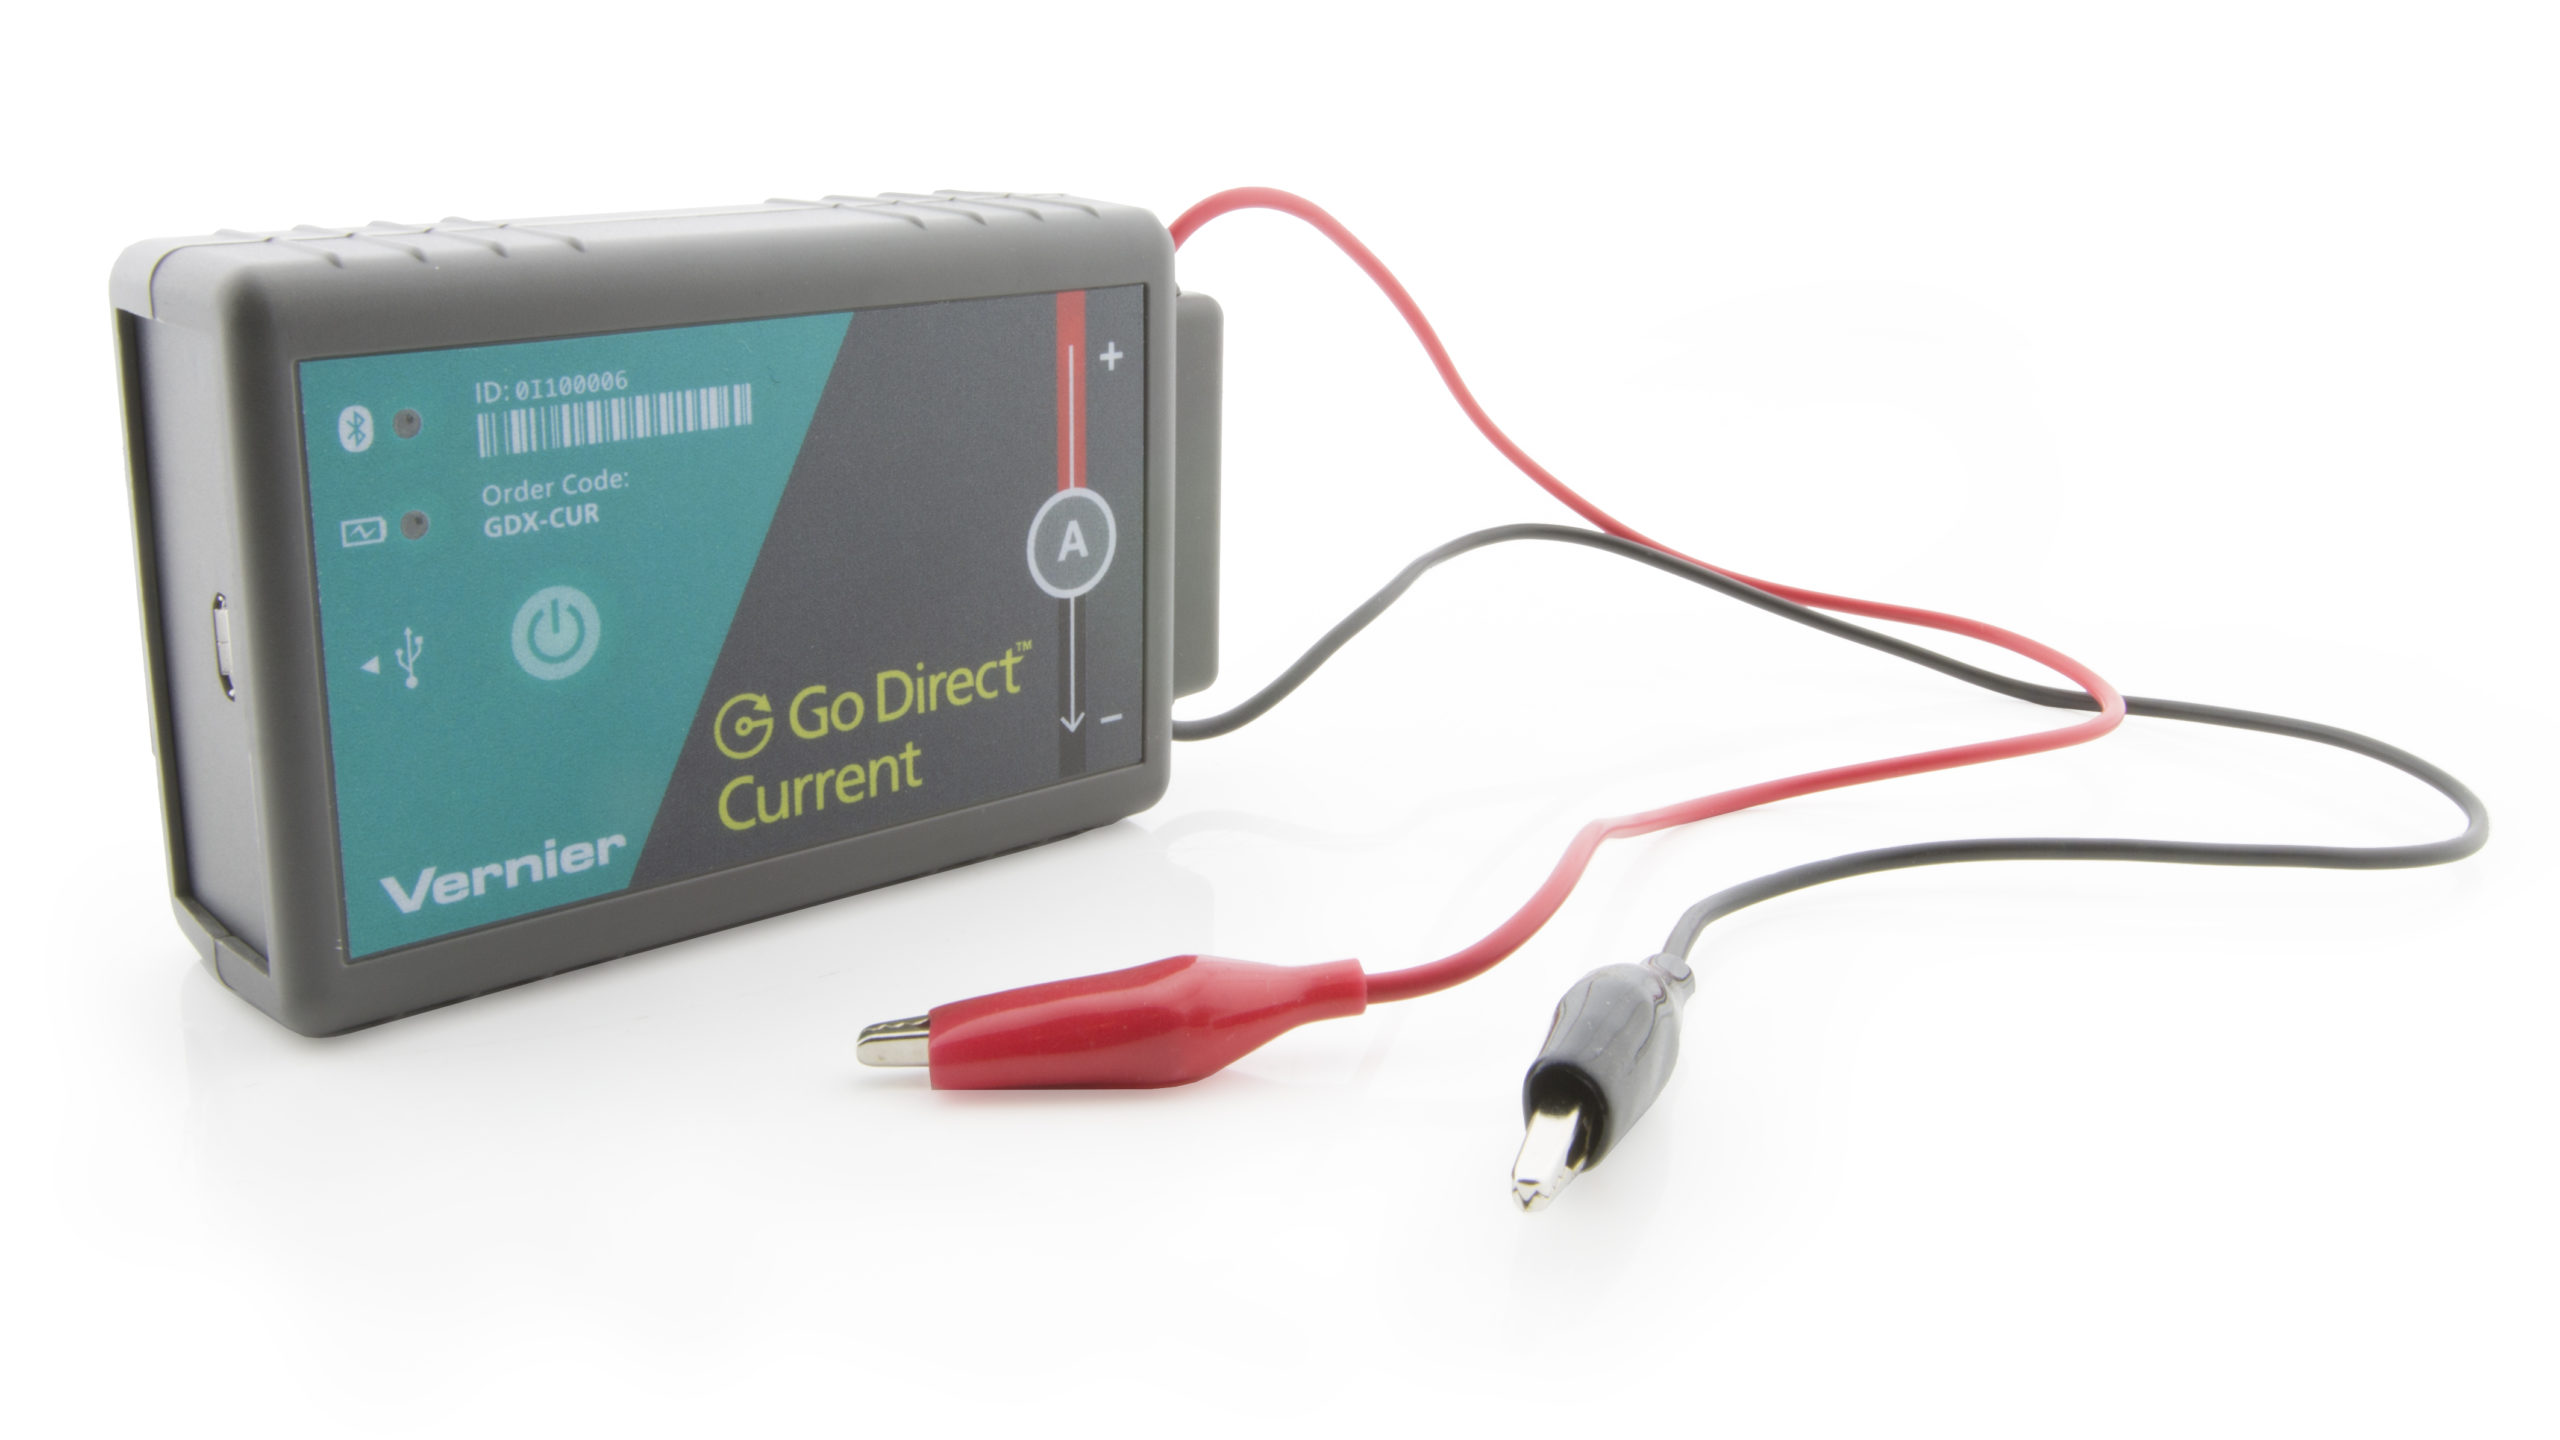 ID: 0I100006
Order Code:
GDX-CUR
+
A
Go Direct™
Current
–
Vernier